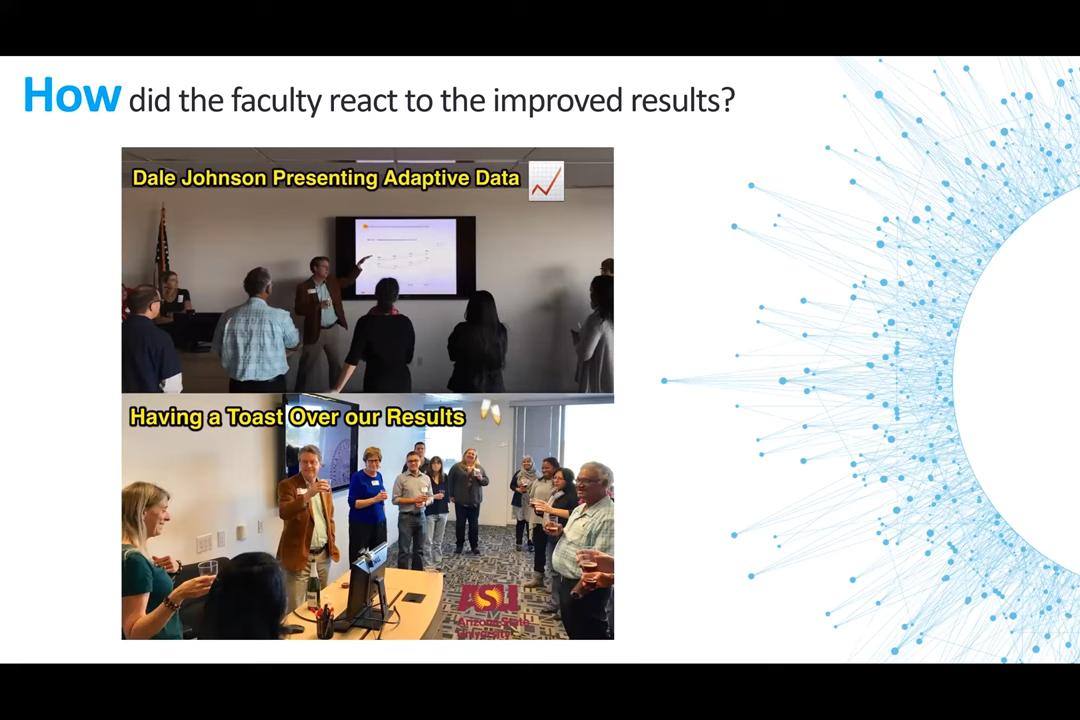 How did the faculty react to the improved results?
Dale Johnson Presenting Adaptive Data
Having a Toast Over our Results
ASU
Arizona State
University